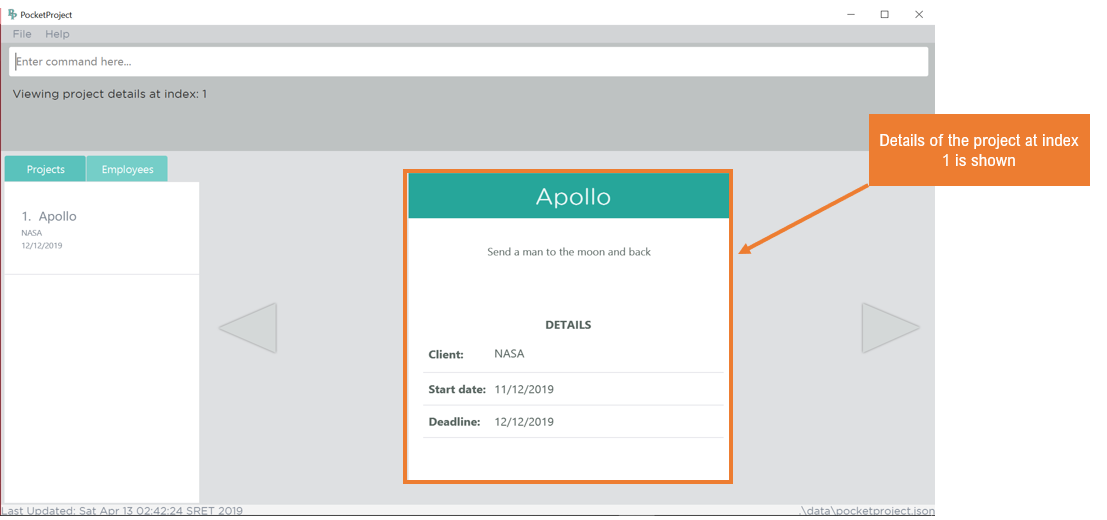 PocketProject
File Help
Enter command here...
Viewing project details at index: 1
Details of the project at index
1 is shown
Projects Employees
1. Apollo
NASA
12/12/2019
Apollo
Send a man to the moon and back
DETAILS
Client: NASA
Start date: 11/12/2019
Deadline: 12/12/2019
Last Updated: Sat Apr 13 02:42:24 SRET 2019
.\data\pocketproject.json